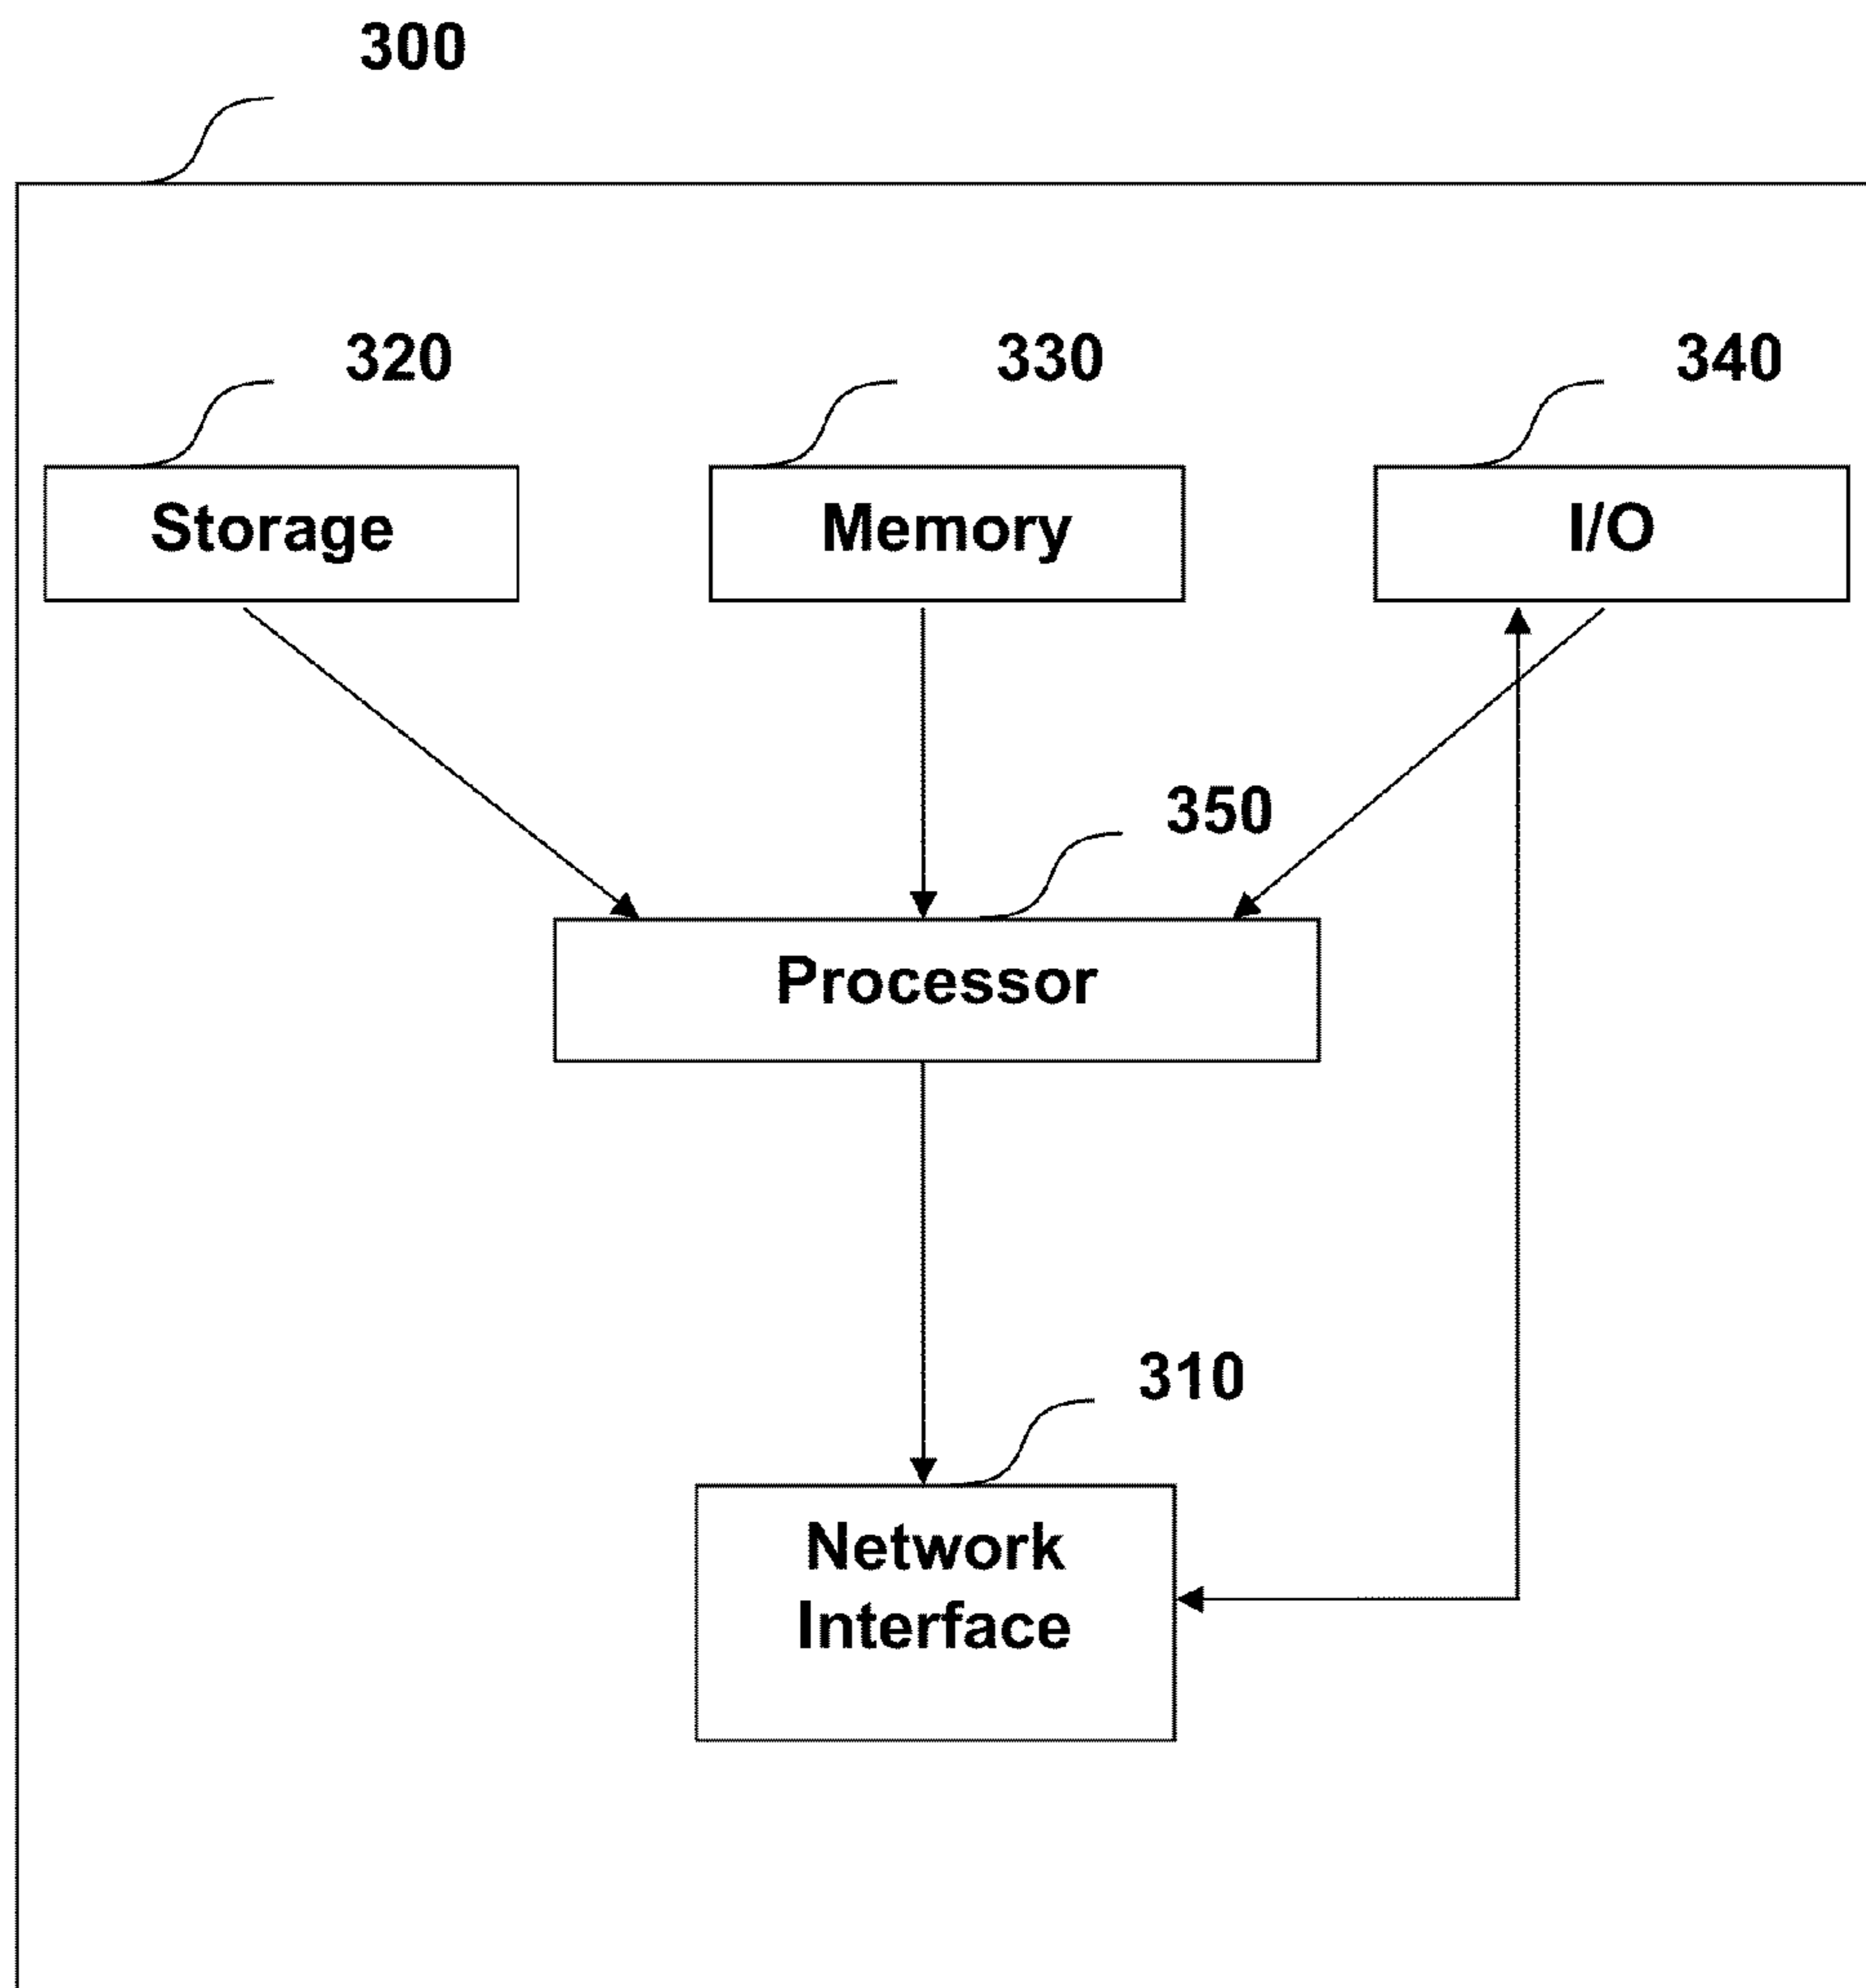 300
320
330
340
Storage
Memory
I/O
350
Processor
310
Network
Interface